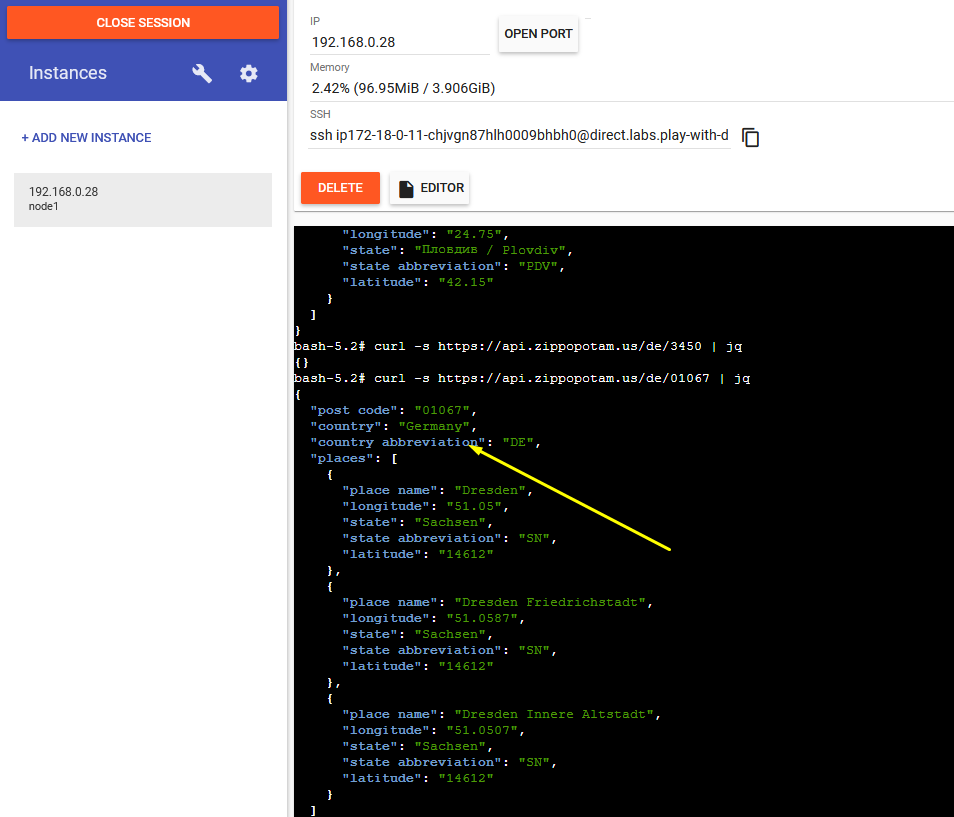 CLOSE SESSION
Instances
+ ADD NEW INSTANCE
192.168.0.28
node1
IP
192.168.0.28
OPEN PORT
Memory
2.42% (96.95MiB / 3.906GiB)
SSH
ssh ip172-18-0-11-chjvgn87hlh0009bhbh0@direct.labs.play-with-d
DELETE
EDITOR
"longitude": "24.75",
"state": "Пловдив / Plovdiv",
"state abbreviation": "PDV",
"latitude": "42.15"
}
]
}
bash-5.2# curl -s https://api.zippopotam.us/de/3450 | jq
{}
bash-5.2# curl -s https://api.zippopotam.us/de/01067 | jq
{
"post code": "01067",
"country": "Germany",
"country abbreviation": "DE",
"places": [
{
"place name": "Dresden",
"longitude": "51.05",
"state": "Sachsen",
"state abbreviation": "SN",
"latitude": "14612"
},
{
"place name": "Dresden Friedrichstadt",
"longitude": "51.0587",
"state": "Sachsen",
"state abbreviation": "SN",
"latitude": "14612"
},
{
"place name": "Dresden Innere Altstadt",
"longitude": "51.0507",
"state": "Sachsen",
"state abbreviation": "SN",
"latitude": "14612"
}
]